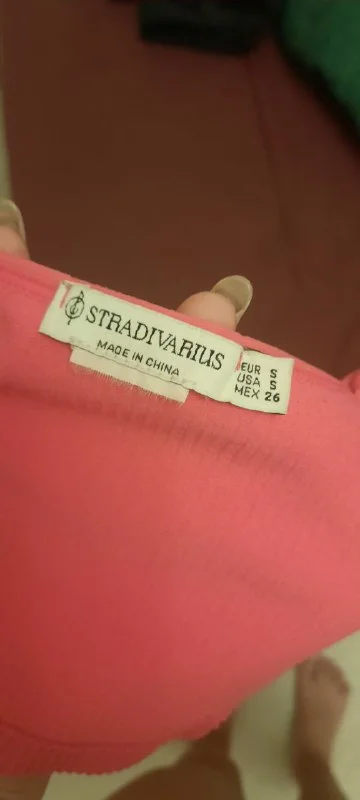 STRADIVARIUS
MADE IN CHINA
EUR S
USA S
MEX 26